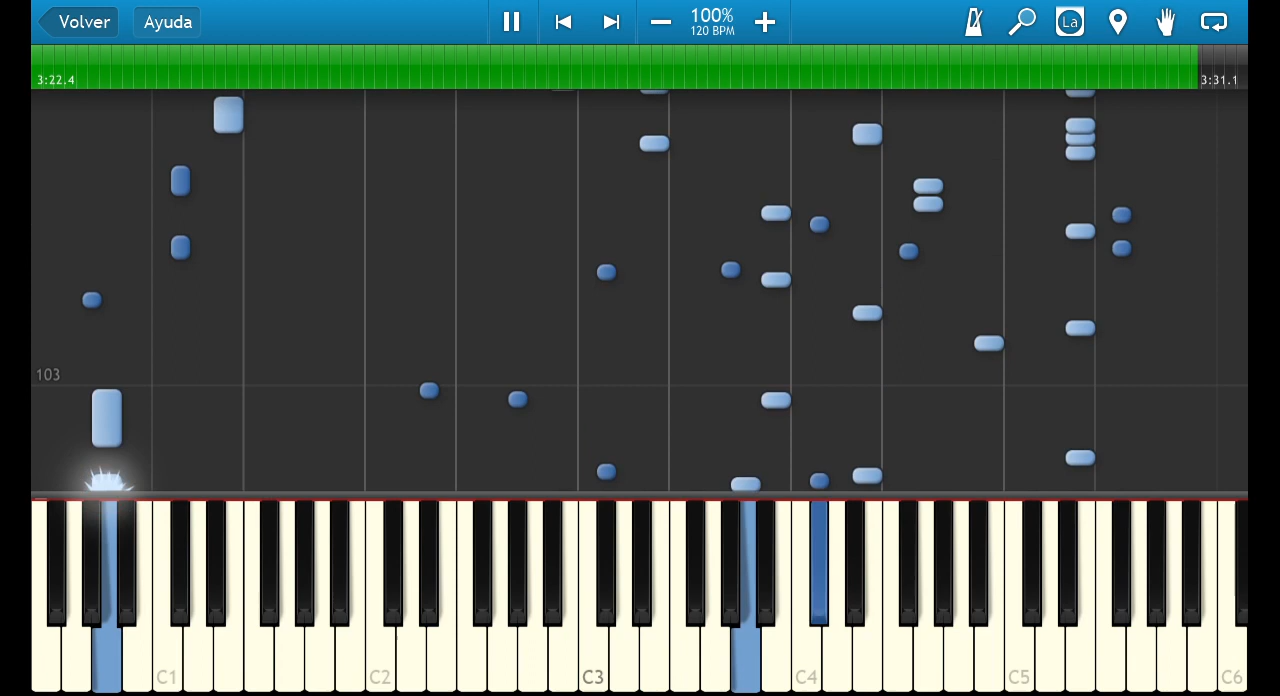 Volver
Ayuda
100%
120 BPM
La
3:22.4
3:31.1
103
C1
C2
C3
C4
C5
C6